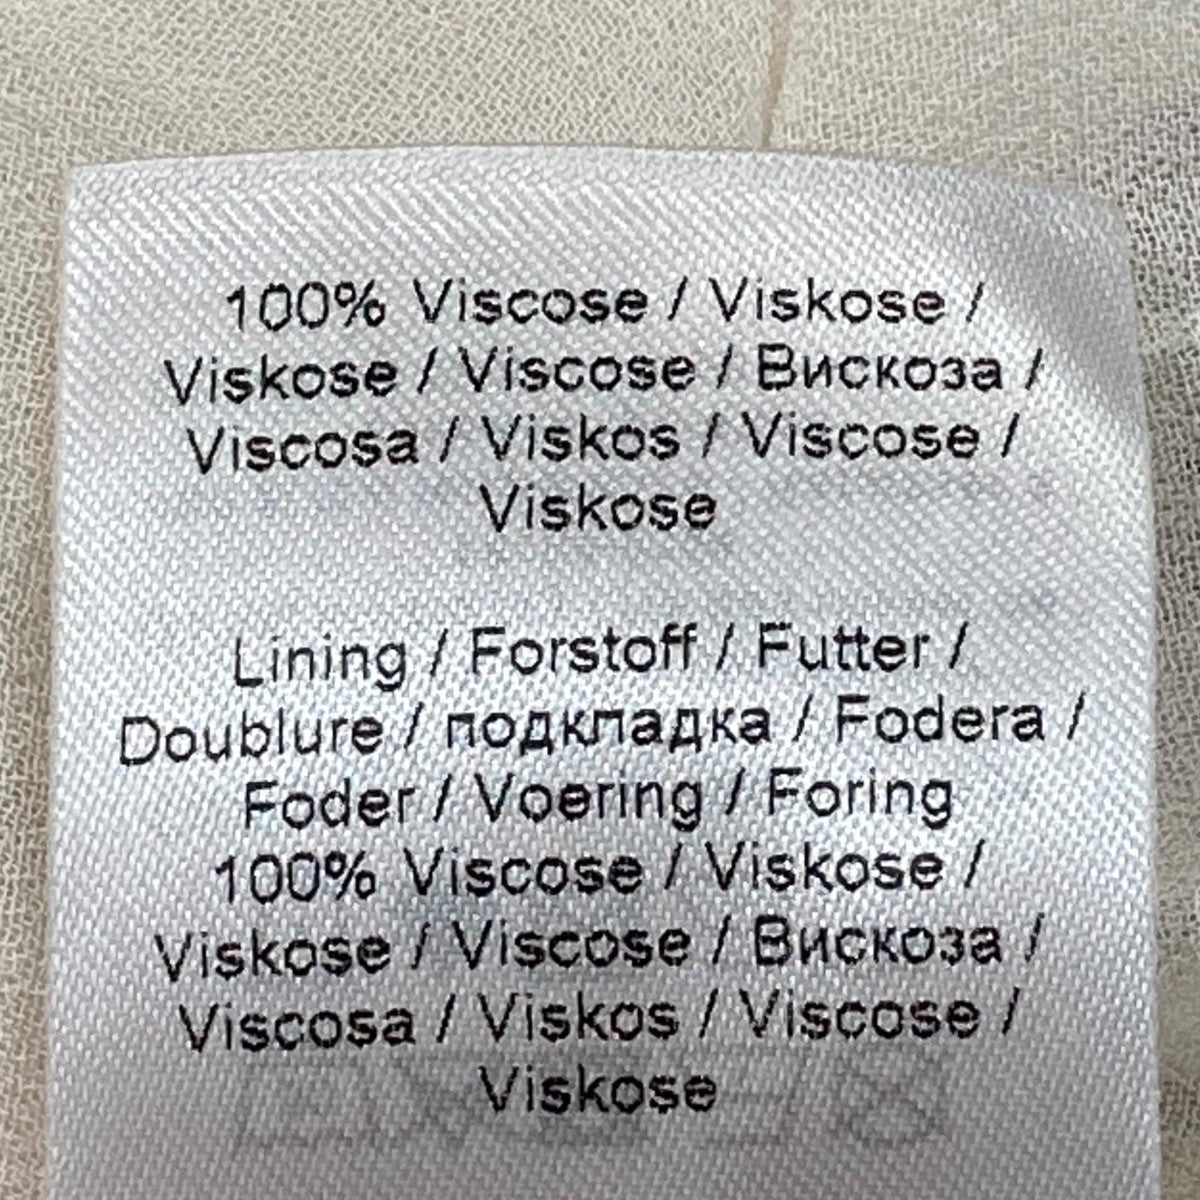 100% Viscose / Viskose /
Viskose / Viscose / Вискоза /
Viscosa / Viskos / Viscose /
Viskose
Lining / Forstoff / Futter /
Doublure / подкладка / Fodera /
Foder / Voering / Foring
100% Viscose / Viskose /
Viskose / Viscose / Вискоза /
Viscosa / Viskos / Viscose /
Viskose